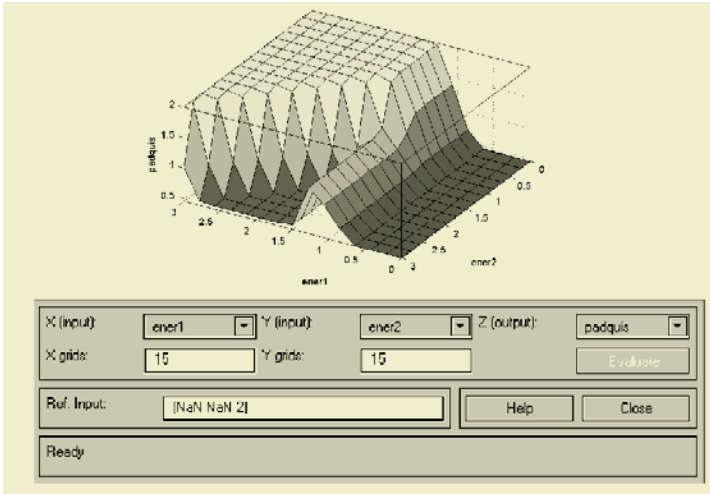 2
1.5
1
0.5
padquis
3
2.5
2
1.5
1
0.5
0
ener1
3
2.5
2
1.5
1
0.5
0
ener2
X (input): ener1 Y (input): ener2 Z (output): padquis
X grids: 15 Y grids: 15 Evaluate
Ref. Input: [NaN NaN 2] Help Close
Ready